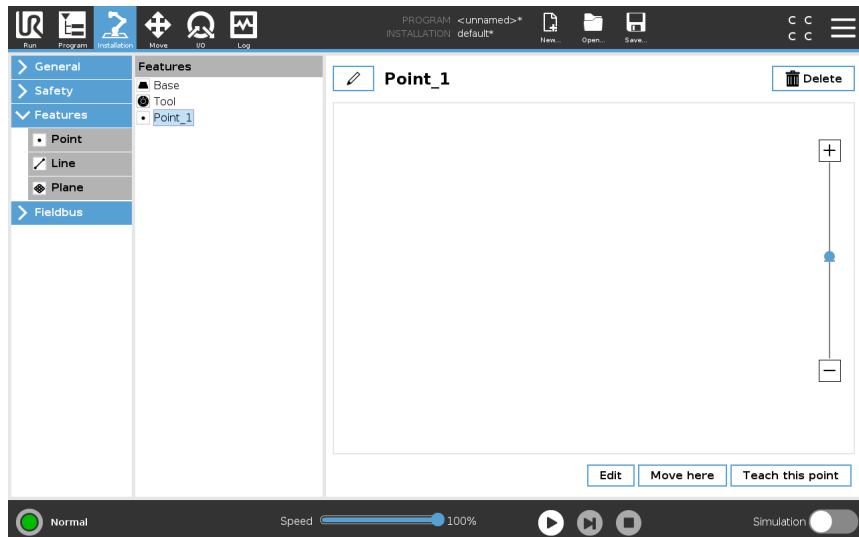 UR
Run
Program
Installation
Move
I/O
Log
PROGRAM <unnamed>*
INSTALLATION default*
New...
Open...
Save...
C C
C C
General
Safety
Features
Point
Line
Plane
Fieldbus
Features
Base
Tool
Point_1
Point_1
Delete
Edit
Move here
Teach this point
Normal
Speed
100%
Simulation